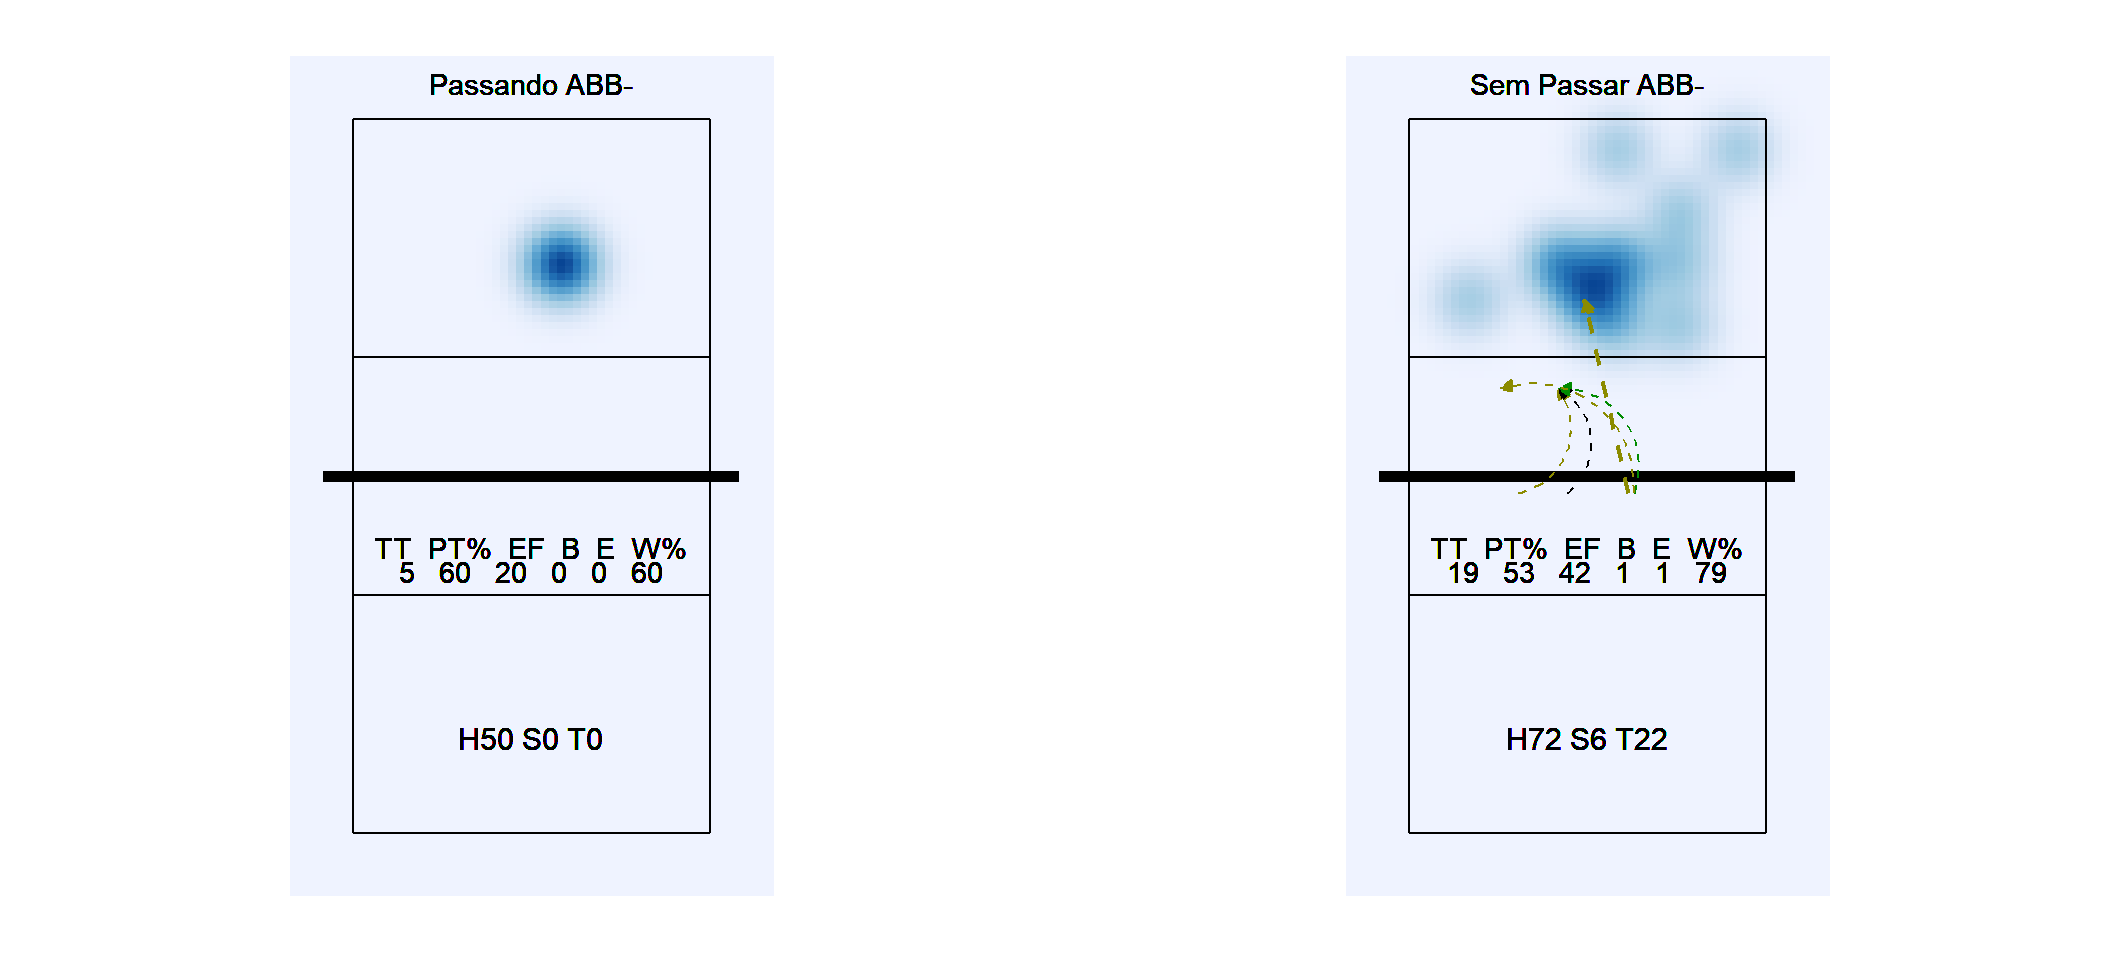 Passando ABB-
TT PT% EF B E W%
5 60 20 0 0 60
H50 S0 T0
Sem Passar ABB-
TT PT% EF B E W%
19 53 42 1 1 79
H72 S6 T22